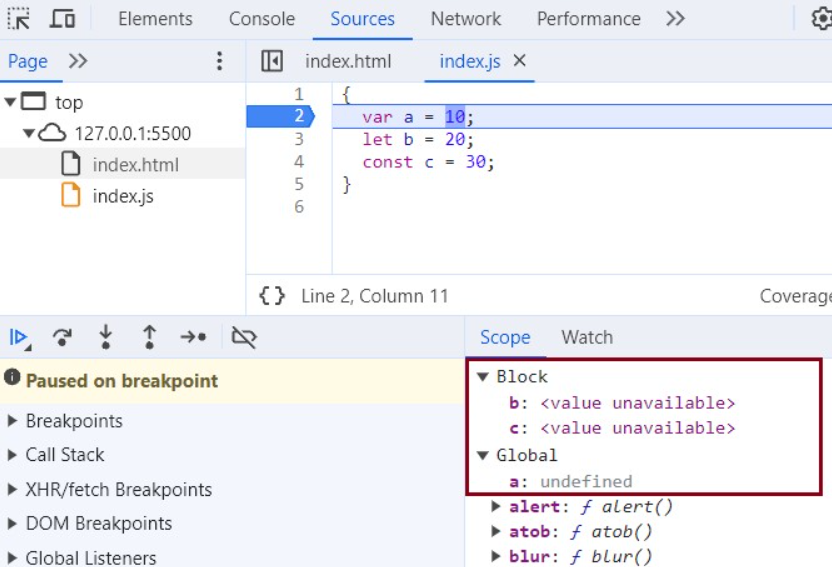 Elements Console Sources Network Performance
Page index.html index.js
top
127.0.0.1:5500
index.html
index.js
1 {
2 var a = 10;
3 let b = 20;
4 const c = 30;
5 }
6
{} Line 2, Column 11 Coverage
Scope Watch
Paused on breakpoint
Breakpoints
Call Stack
XHR/fetch Breakpoints
DOM Breakpoints
Global Listeners
Block
b: <value unavailable>
c: <value unavailable>
Global
a: undefined
alert: ƒ alert()
atob: ƒ atob()
blur: ƒ blur()